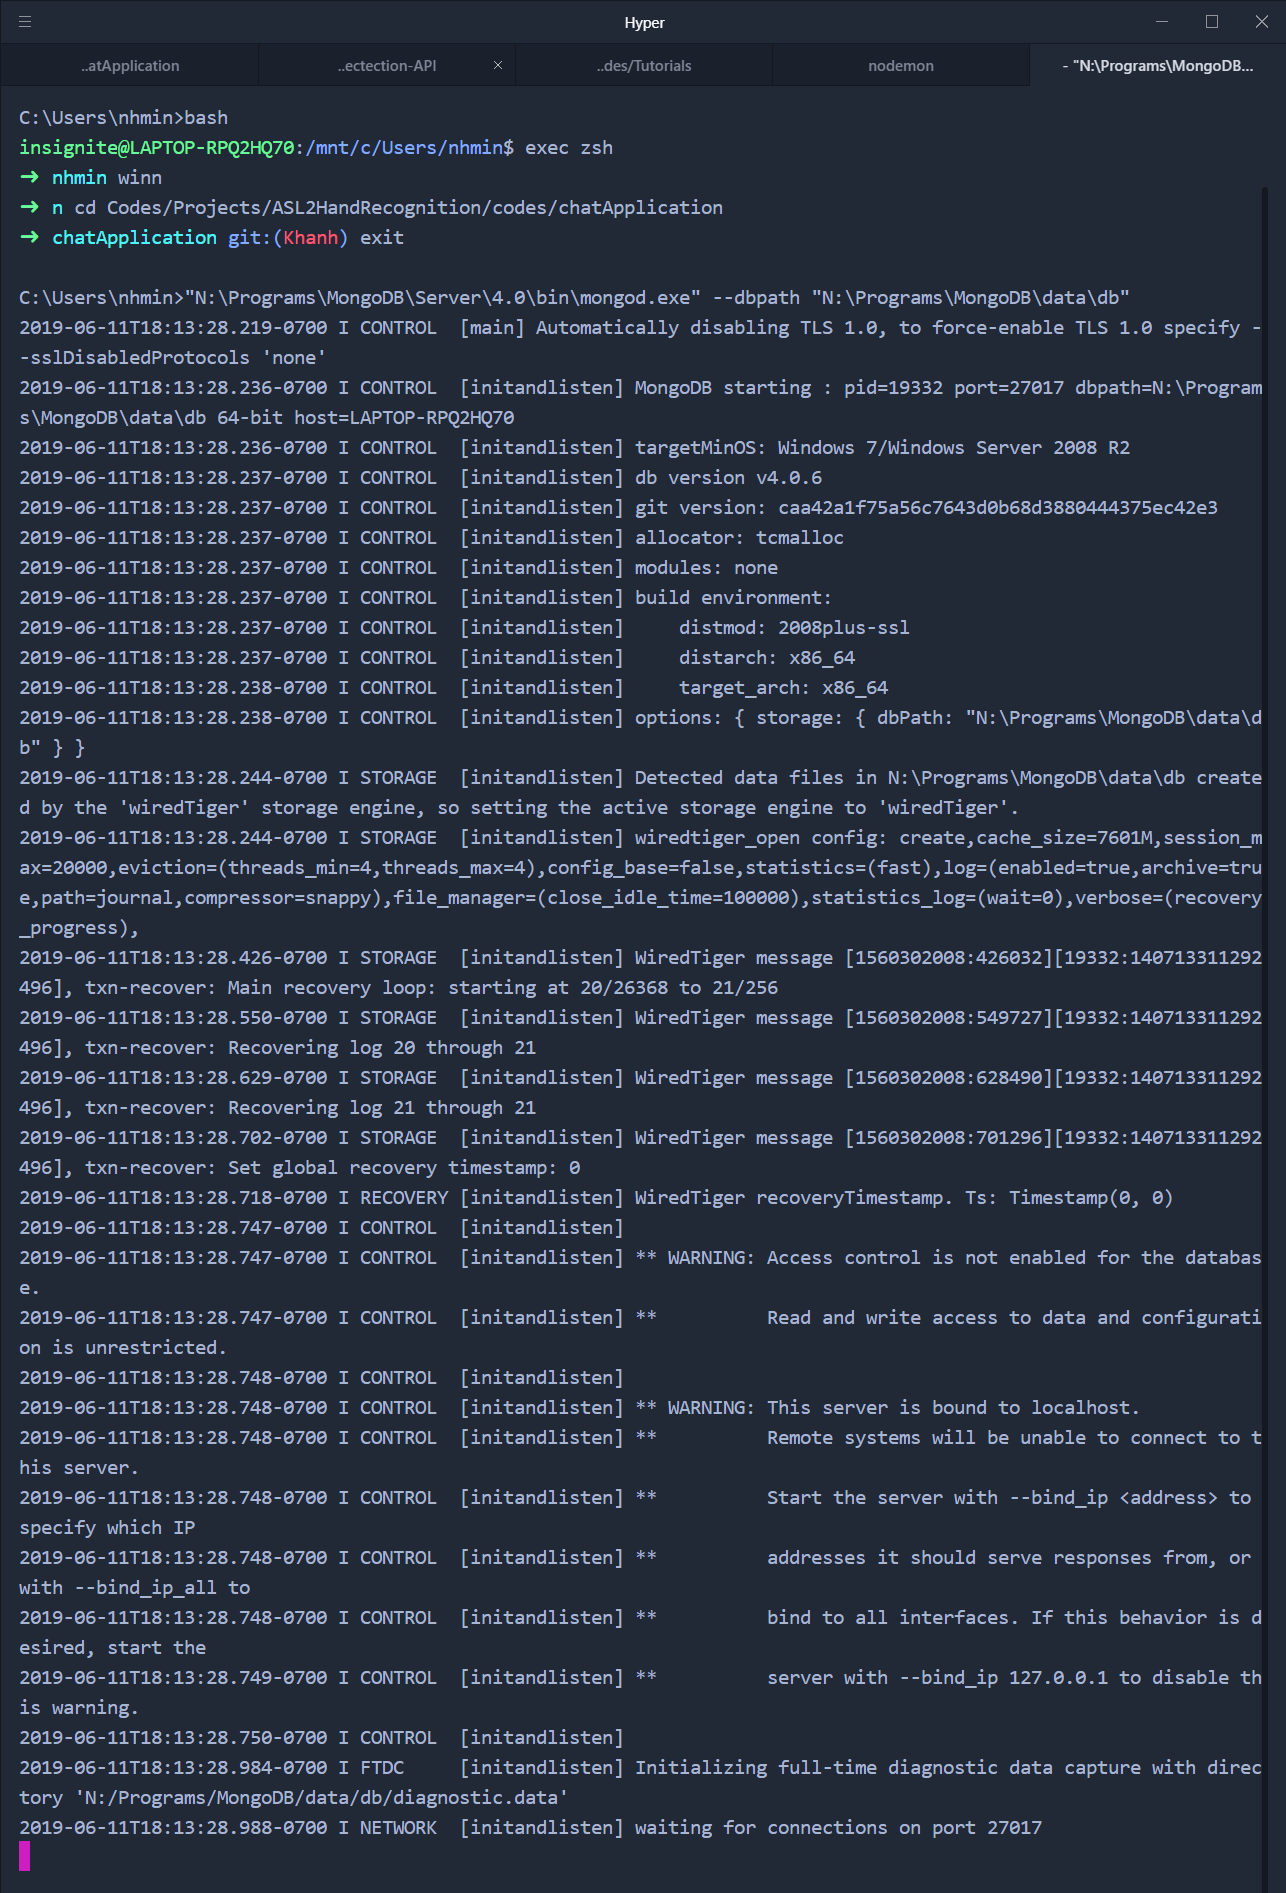 Hyper
..atApplication
..ectection-API
..des/Tutorials
nodemon
- "N:\Programs\MongoDB...
C:\Users\nhmin>bash
insignite@LAPTOP-RPQ2HQ70:/mnt/c/Users/nhmin$ exec zsh
➜ nhmin winn
➜ n cd Codes/Projects/ASL2HandRecognition/codes/chatApplication
➜ chatApplication git:(Khanh) exit
C:\Users\nhmin>"N:\Programs\MongoDB\Server\4.0\bin\mongod.exe" --dbpath "N:\Programs\MongoDB\data\db"
2019-06-11T18:13:28.219-0700 I CONTROL  [main] Automatically disabling TLS 1.0, to force-enable TLS 1.0 specify -
-sslDisabledProtocols 'none'
2019-06-11T18:13:28.236-0700 I CONTROL  [initandlisten] MongoDB starting : pid=19332 port=27017 dbpath=N:\Program
s\MongoDB\data\db 64-bit host=LAPTOP-RPQ2HQ70
2019-06-11T18:13:28.236-0700 I CONTROL  [initandlisten] targetMinOS: Windows 7/Windows Server 2008 R2
2019-06-11T18:13:28.237-0700 I CONTROL  [initandlisten] db version v4.0.6
2019-06-11T18:13:28.237-0700 I CONTROL  [initandlisten] git version: caa42a1f75a56c7643d0b68d3880444375ec42e3
2019-06-11T18:13:28.237-0700 I CONTROL  [initandlisten] allocator: tcmalloc
2019-06-11T18:13:28.237-0700 I CONTROL  [initandlisten] modules: none
2019-06-11T18:13:28.237-0700 I CONTROL  [initandlisten] build environment:
2019-06-11T18:13:28.237-0700 I CONTROL  [initandlisten]     distmod: 2008plus-ssl
2019-06-11T18:13:28.237-0700 I CONTROL  [initandlisten]     distarch: x86_64
2019-06-11T18:13:28.238-0700 I CONTROL  [initandlisten]     target_arch: x86_64
2019-06-11T18:13:28.238-0700 I CONTROL  [initandlisten] options: { storage: { dbPath: "N:\Programs\MongoDB\data\d
b" } }
2019-06-11T18:13:28.244-0700 I STORAGE  [initandlisten] Detected data files in N:\Programs\MongoDB\data\db create
d by the 'wiredTiger' storage engine, so setting the active storage engine to 'wiredTiger'.
2019-06-11T18:13:28.244-0700 I STORAGE  [initandlisten] wiredtiger_open config: create,cache_size=7601M,session_m
ax=20000,eviction=(threads_min=4,threads_max=4),config_base=false,statistics=(fast),log=(enabled=true,archive=tru
e,path=journal,compressor=snappy),file_manager=(close_idle_time=100000),statistics_log=(wait=0),verbose=(recovery
_progress),
2019-06-11T18:13:28.426-0700 I STORAGE  [initandlisten] WiredTiger message [1560302008:426032][19332:140713311292
496], txn-recover: Main recovery loop: starting at 20/26368 to 21/256
2019-06-11T18:13:28.550-0700 I STORAGE  [initandlisten] WiredTiger message [1560302008:549727][19332:140713311292
496], txn-recover: Recovering log 20 through 21
2019-06-11T18:13:28.629-0700 I STORAGE  [initandlisten] WiredTiger message [1560302008:628490][19332:140713311292
496], txn-recover: Recovering log 21 through 21
2019-06-11T18:13:28.702-0700 I STORAGE  [initandlisten] WiredTiger message [1560302008:701296][19332:140713311292
496], txn-recover: Set global recovery timestamp: 0
2019-06-11T18:13:28.718-0700 I RECOVERY [initandlisten] WiredTiger recoveryTimestamp. Ts: Timestamp(0, 0)
2019-06-11T18:13:28.747-0700 I CONTROL  [initandlisten]
2019-06-11T18:13:28.747-0700 I CONTROL  [initandlisten] ** WARNING: Access control is not enabled for the databas
e.
2019-06-11T18:13:28.747-0700 I CONTROL  [initandlisten] **          Read and write access to data and configurati
on is unrestricted.
2019-06-11T18:13:28.748-0700 I CONTROL  [initandlisten]
2019-06-11T18:13:28.748-0700 I CONTROL  [initandlisten] ** WARNING: This server is bound to localhost.
2019-06-11T18:13:28.748-0700 I CONTROL  [initandlisten] **          Remote systems will be unable to connect to t
his server.
2019-06-11T18:13:28.748-0700 I CONTROL  [initandlisten] **          Start the server with --bind_ip <address> to
specify which IP
2019-06-11T18:13:28.748-0700 I CONTROL  [initandlisten] **          addresses it should serve responses from, or
with --bind_ip_all to
2019-06-11T18:13:28.748-0700 I CONTROL  [initandlisten] **          bind to all interfaces. If this behavior is d
esired, start the
2019-06-11T18:13:28.749-0700 I CONTROL  [initandlisten] **          server with --bind_ip 127.0.0.1 to disable th
is warning.
2019-06-11T18:13:28.750-0700 I CONTROL  [initandlisten]
2019-06-11T18:13:28.984-0700 I FTDC     [initandlisten] Initializing full-time diagnostic data capture with direc
tory 'N:/Programs/MongoDB/data/db/diagnostic.data'
2019-06-11T18:13:28.988-0700 I NETWORK  [initandlisten] waiting for connections on port 27017